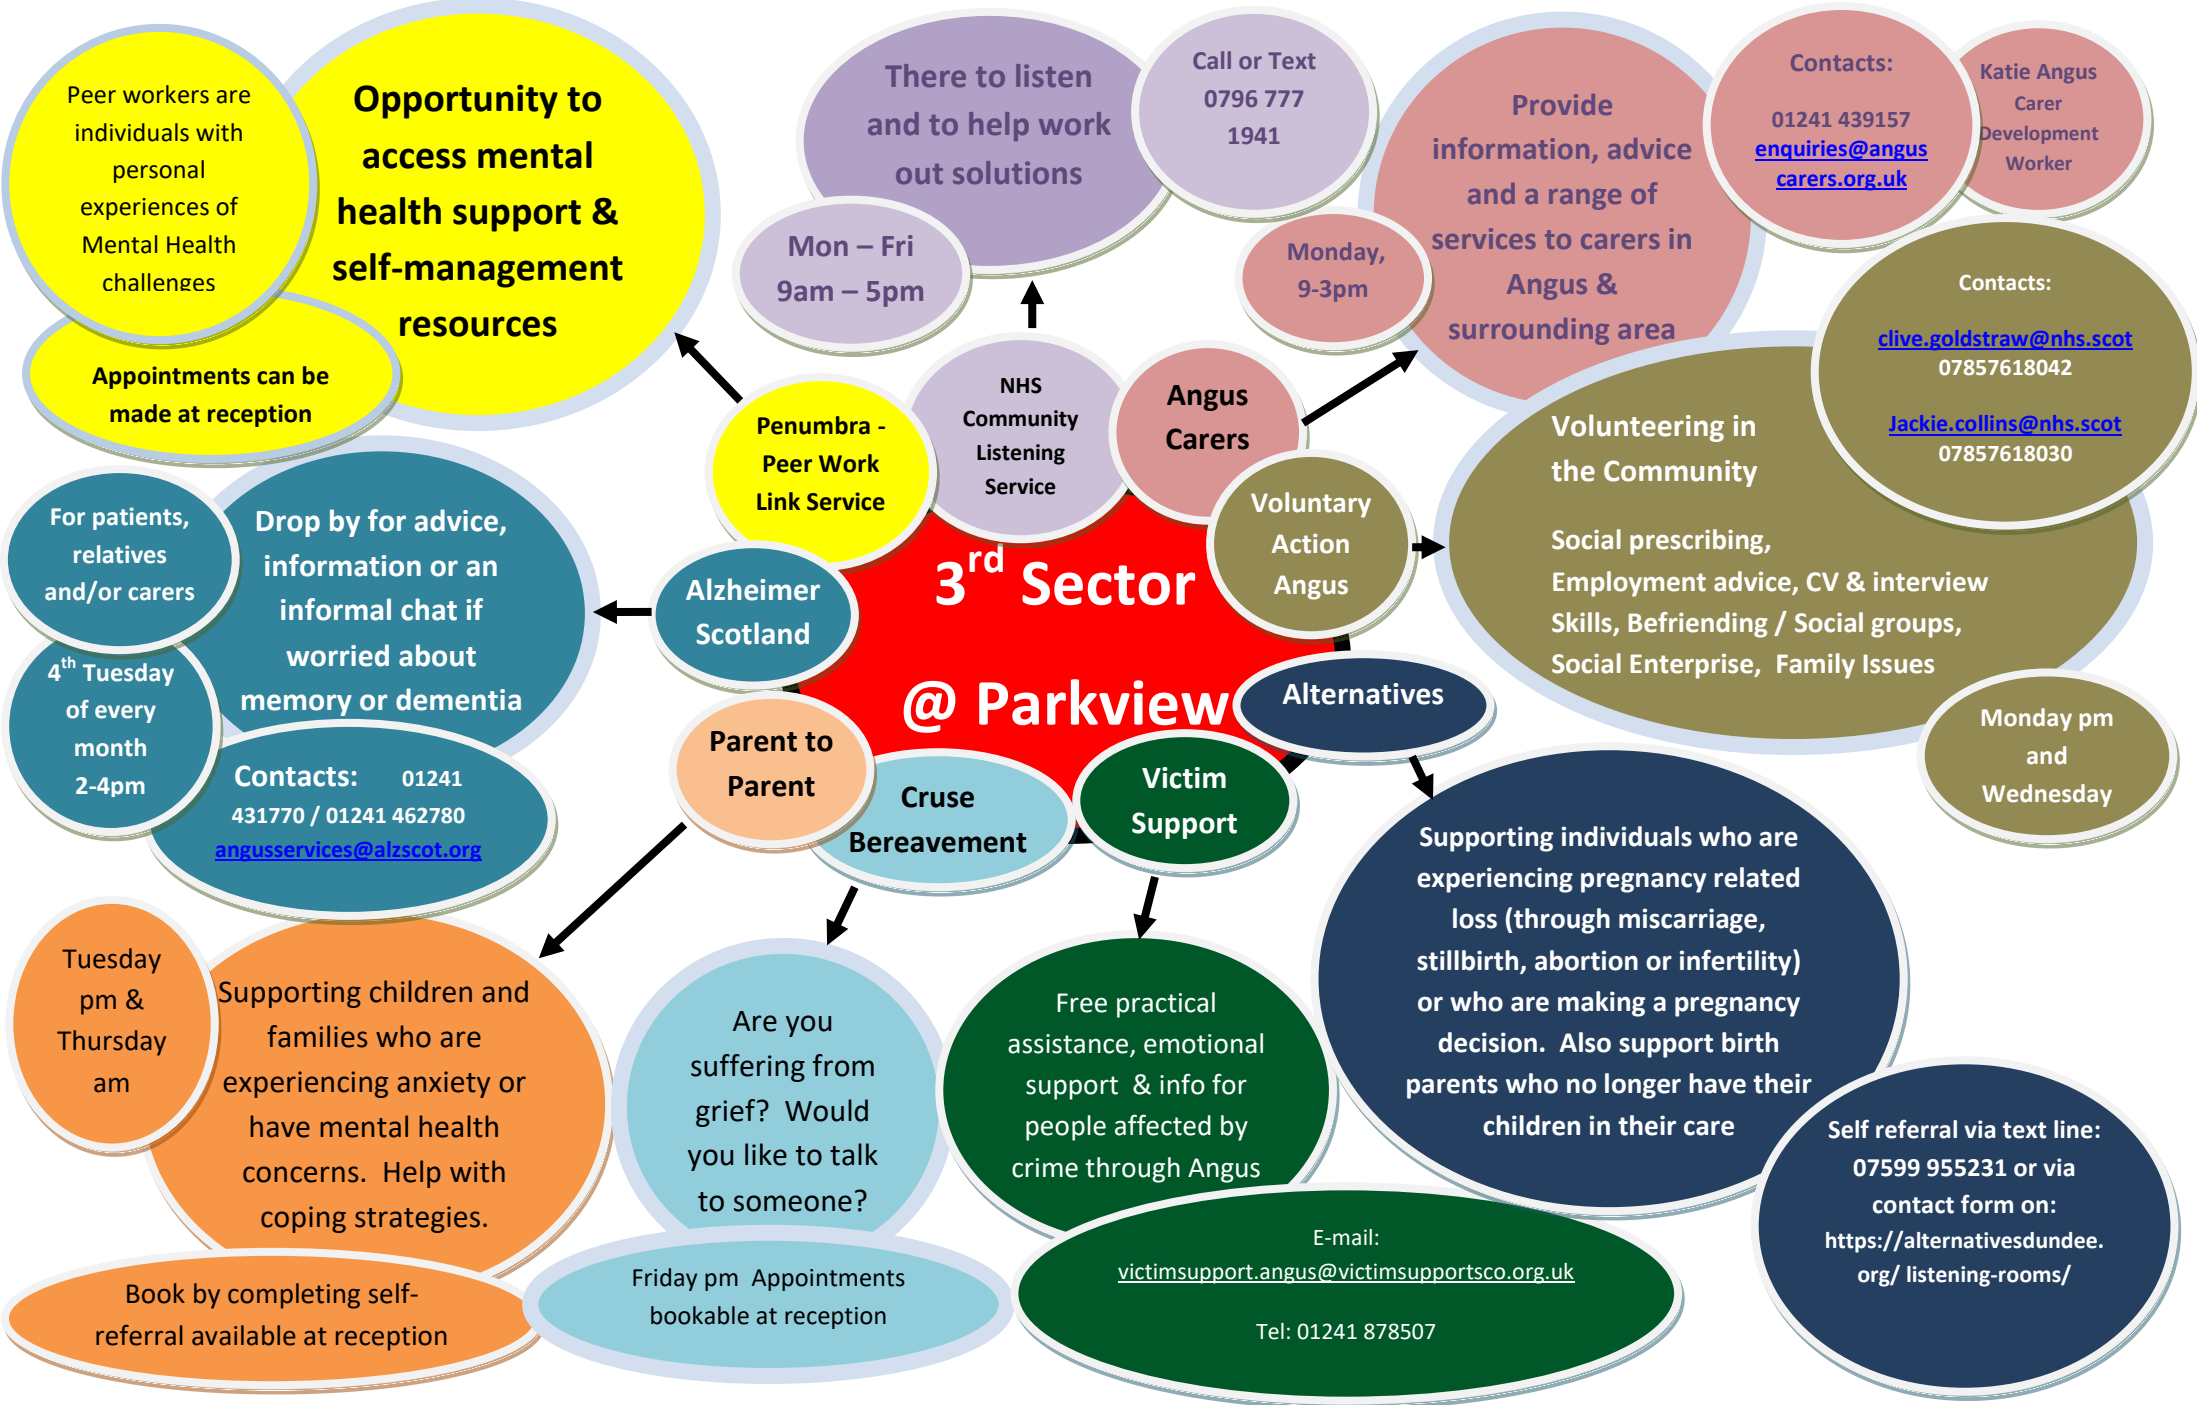 Peer workers are
individuals with
personal
experiences of
Mental Health
challenges
Opportunity to
access mental
health support &
self-management
resources
Appointments can be
made at reception
There to listen
and to help work
out solutions
Call or Text
0796 777
1941
Mon – Fri
9am – 5pm
Provide
information, advice
and a range of
services to carers in
Angus &
surrounding area
Contacts:
01241 439157
enquiries@angus
carers.org.uk
Katie Angus
Carer
Development
Worker
Monday,
9-3pm
Contacts:
clive.goldstraw@nhs.scot
07857618042
Jackie.collins@nhs.scot
07857618030
Volunteering in
the Community
Social prescribing,
Employment advice, CV & interview
Skills, Befriending / Social groups,
Social Enterprise,  Family Issues
Monday pm
and
Wednesday
Penumbra -
Peer Work
Link Service
NHS
Community
Listening
Service
Angus
Carers
Voluntary
Action
Angus
Alzheimer
Scotland
3rd Sector
@ Parkview
Alternatives
Parent to
Parent
Cruse
Bereavement
Victim
Support
For patients,
relatives
and/or carers
Drop by for advice,
information or an
informal chat if
worried about
memory or dementia
4th Tuesday
of every
month
2-4pm
Contacts: 01241
431770 / 01241 462780
angusservices@alzscot.org
Tuesday
pm &
Thursday
am
Supporting children and
families who are
experiencing anxiety or
have mental health
concerns.  Help with
coping strategies.
Book by completing self-
referral available at reception
Are you
suffering from
grief?  Would
you like to talk
to someone?
Friday pm  Appointments
bookable at reception
Free practical
assistance, emotional
support  & info for
people affected by
crime through Angus
E-mail:
victimsupport.angus@victimsupportsco.org.uk
Tel: 01241 878507
Supporting individuals who are
experiencing pregnancy related
loss (through miscarriage,
stillbirth, abortion or infertility)
or who are making a pregnancy
decision.  Also support birth
parents who no longer have their
children in their care
Self referral via text line:
07599 955231 or via
contact form on:
https://alternativesdundee.
org/ listening-rooms/